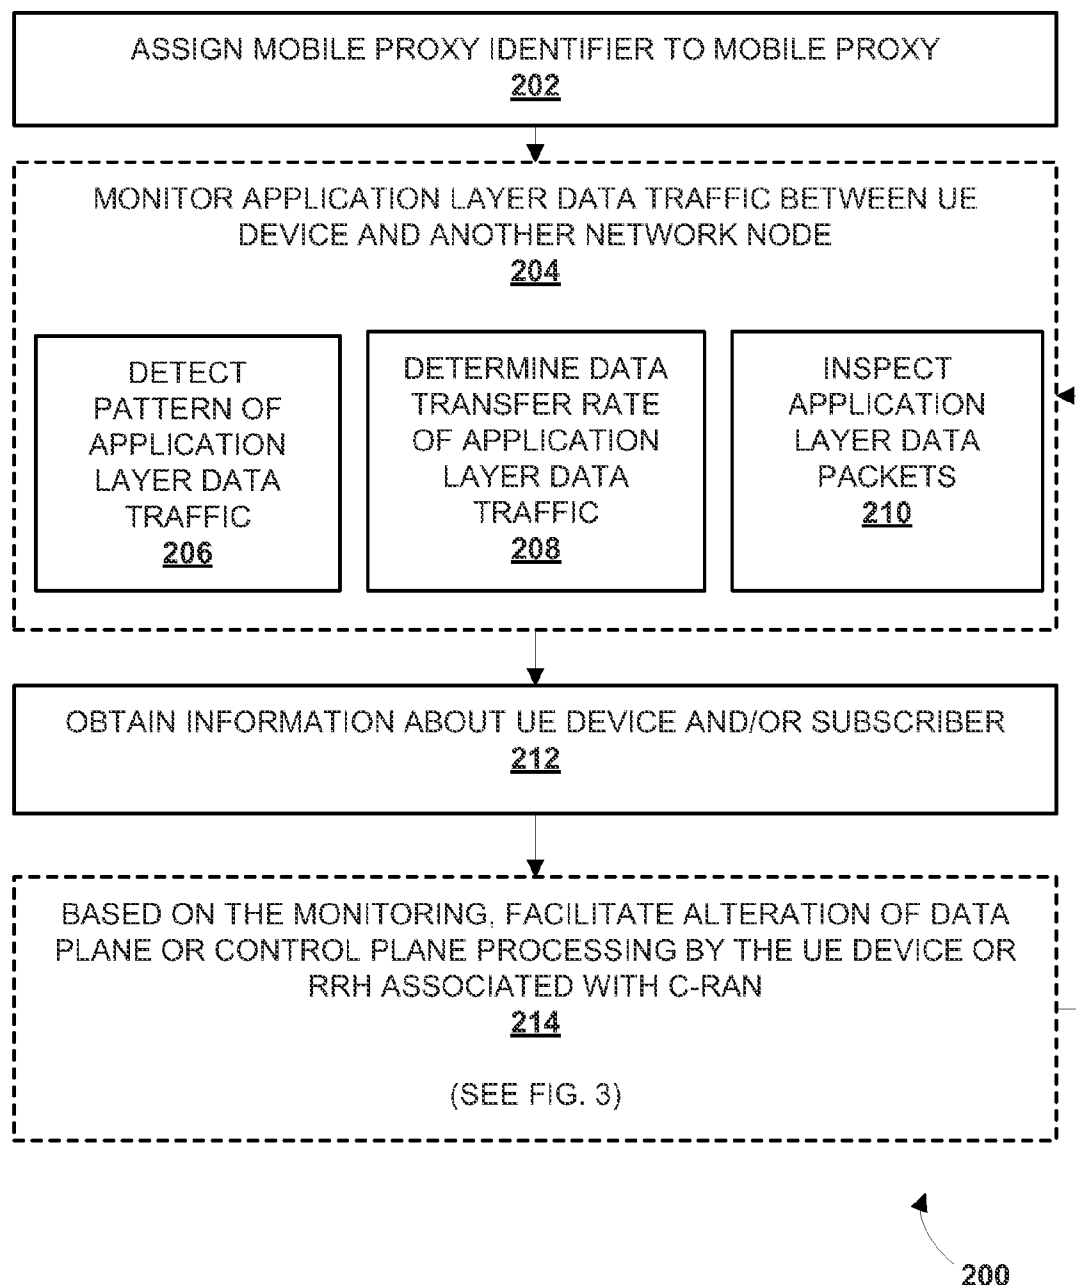 ASSIGN MOBILE PROXY IDENTIFIER TO MOBILE PROXY
202
MONITOR APPLICATION LAYER DATA TRAFFIC BETWEEN UE
DEVICE AND ANOTHER NETWORK NODE
204
DETECT
PATTERN OF
APPLICATION
LAYER DATA
TRAFFIC
206
DETERMINE DATA
TRANSFER RATE
OF APPLICATION
LAYER DATA
TRAFFIC
208
INSPECT
APPLICATION
LAYER DATA
PACKETS
210
OBTAIN INFORMATION ABOUT UE DEVICE AND/OR SUBSCRIBER
212
BASED ON THE MONITORING, FACILITATE ALTERATION OF DATA
PLANE OR CONTROL PLANE PROCESSING BY THE UE DEVICE OR
RRH ASSOCIATED WITH C-RAN
214
(SEE FIG. 3)
200